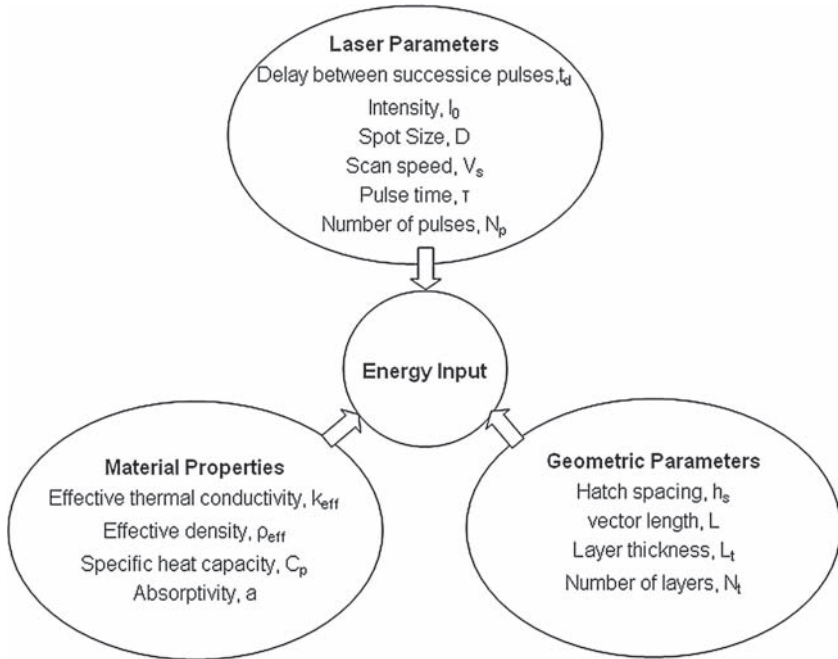 Laser Parameters
Delay between successice pulses,t_d
Intensity, I_0
Spot Size, D
Scan speed, V_s
Pulse time, τ
Number of pulses, N_p
Energy Input
Material Properties
Effective thermal conductivity, k_eff
Effective density, ρ_eff
Specific heat capacity, C_p
Absorptivity, a
Geometric Parameters
Hatch spacing, h_s
vector length, L
Layer thickness, L_t
Number of layers, N_t